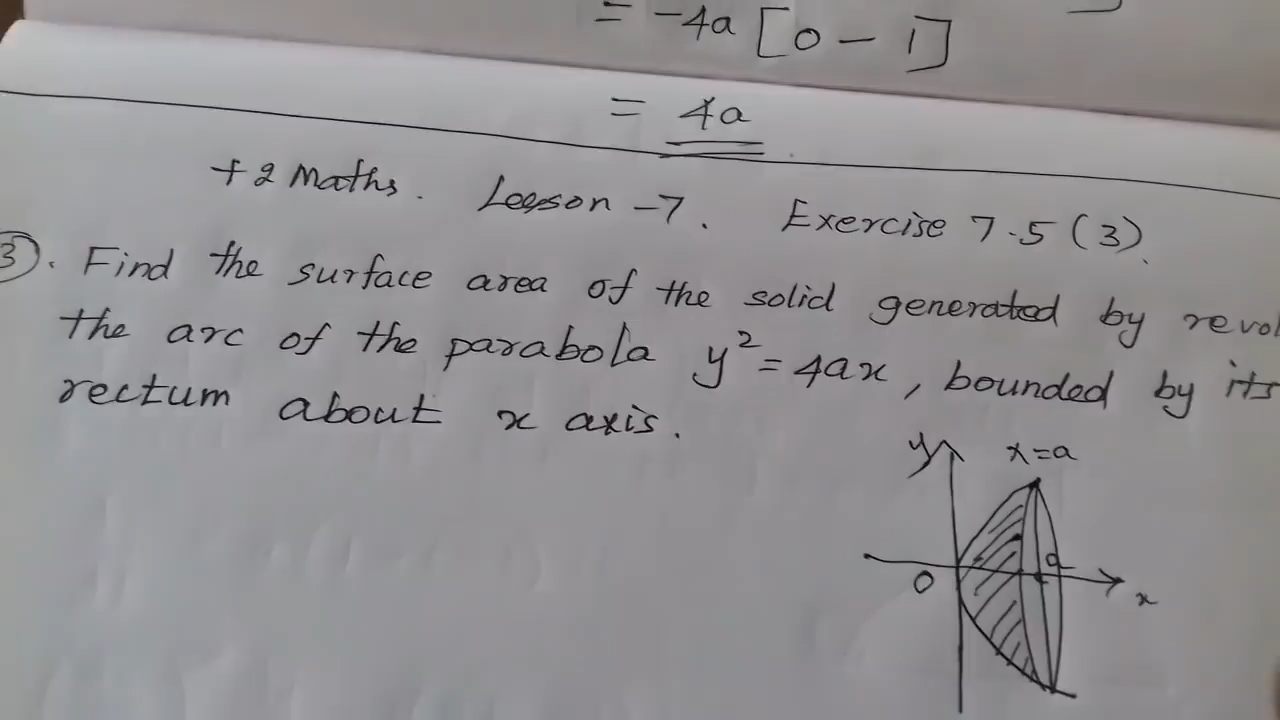 = -4a [0 - 1]
= 4a
+2 Maths. Lesson -7. Exercise 7.5 (3).
3). Find the surface area of the solid generated by
the arc of the parabola y² = 4ax, bounded by its
rectum about x axis.
y x=a
a
0
x